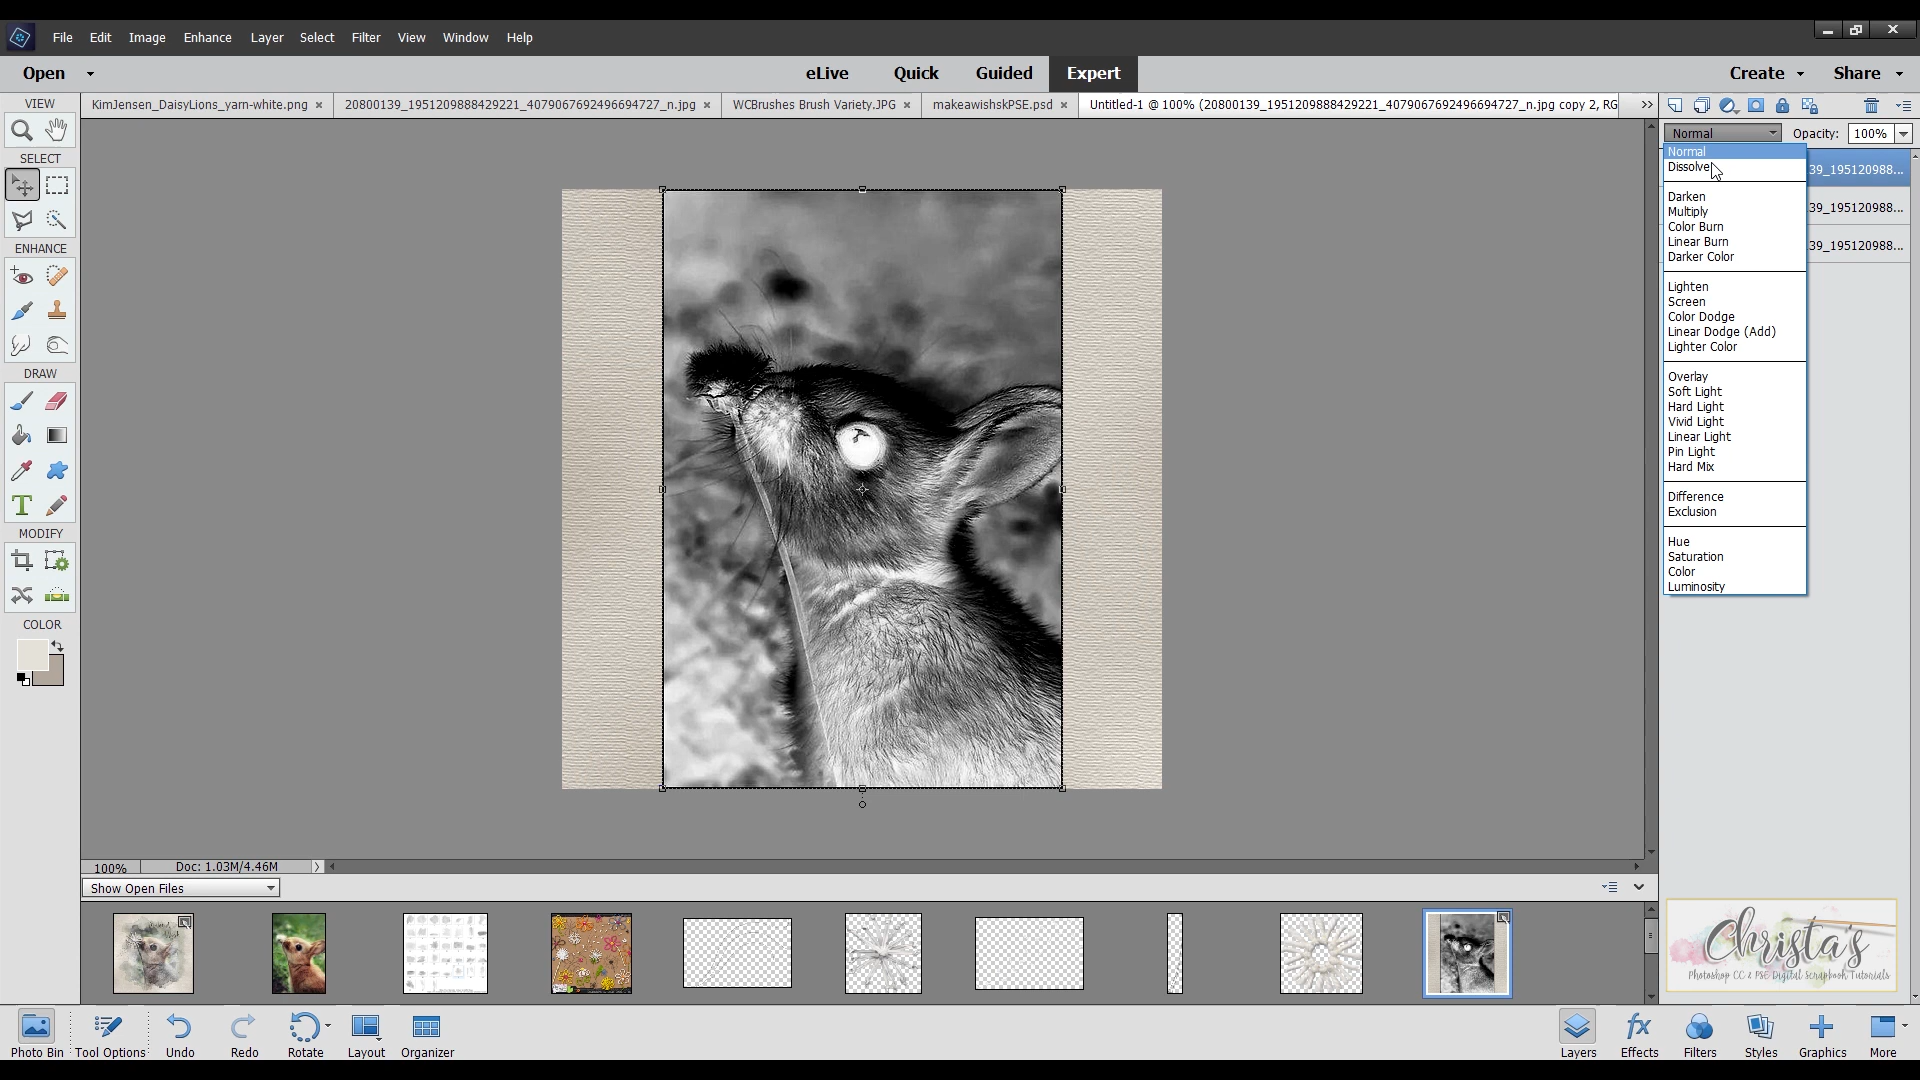 File Edit Image Enhance Layer Select Filter View Window Help
Open eLive Quick Guided Expert Create Share
VIEW
KimJensen_DaisyLions_yarn-white.png × 20800139_1951209888429221_4079067692496694727_n.jpg × WCBrushes Brush Variety.JPG × makeawishskPSE.psd × Untitled-1 @ 100% (20800139_1951209888429221_4079067692496694727_n.jpg copy 2, RG
Normal Opacity: 100%
SELECT
Normal
Dissolve
39_195120988...
Darken
39_195120988...
Multiply
Color Burn
Linear Burn
39_195120988...
Darker Color
ENHANCE
Lighten
Screen
Color Dodge
Linear Dodge (Add)
Lighter Color
DRAW
Overlay
Soft Light
Hard Light
Vivid Light
Linear Light
Pin Light
Hard Mix
Difference
Exclusion
MODIFY
Hue
Saturation
Color
Luminosity
COLOR
100% Doc: 1.03M/4.46M
Show Open Files
Christa's
Photoshop CC & PSE Digital Scrapbook Tutorials
Photo Bin Tool Options Undo Redo Rotate Layout Organizer
fx
Layers Effects Filters Styles Graphics More